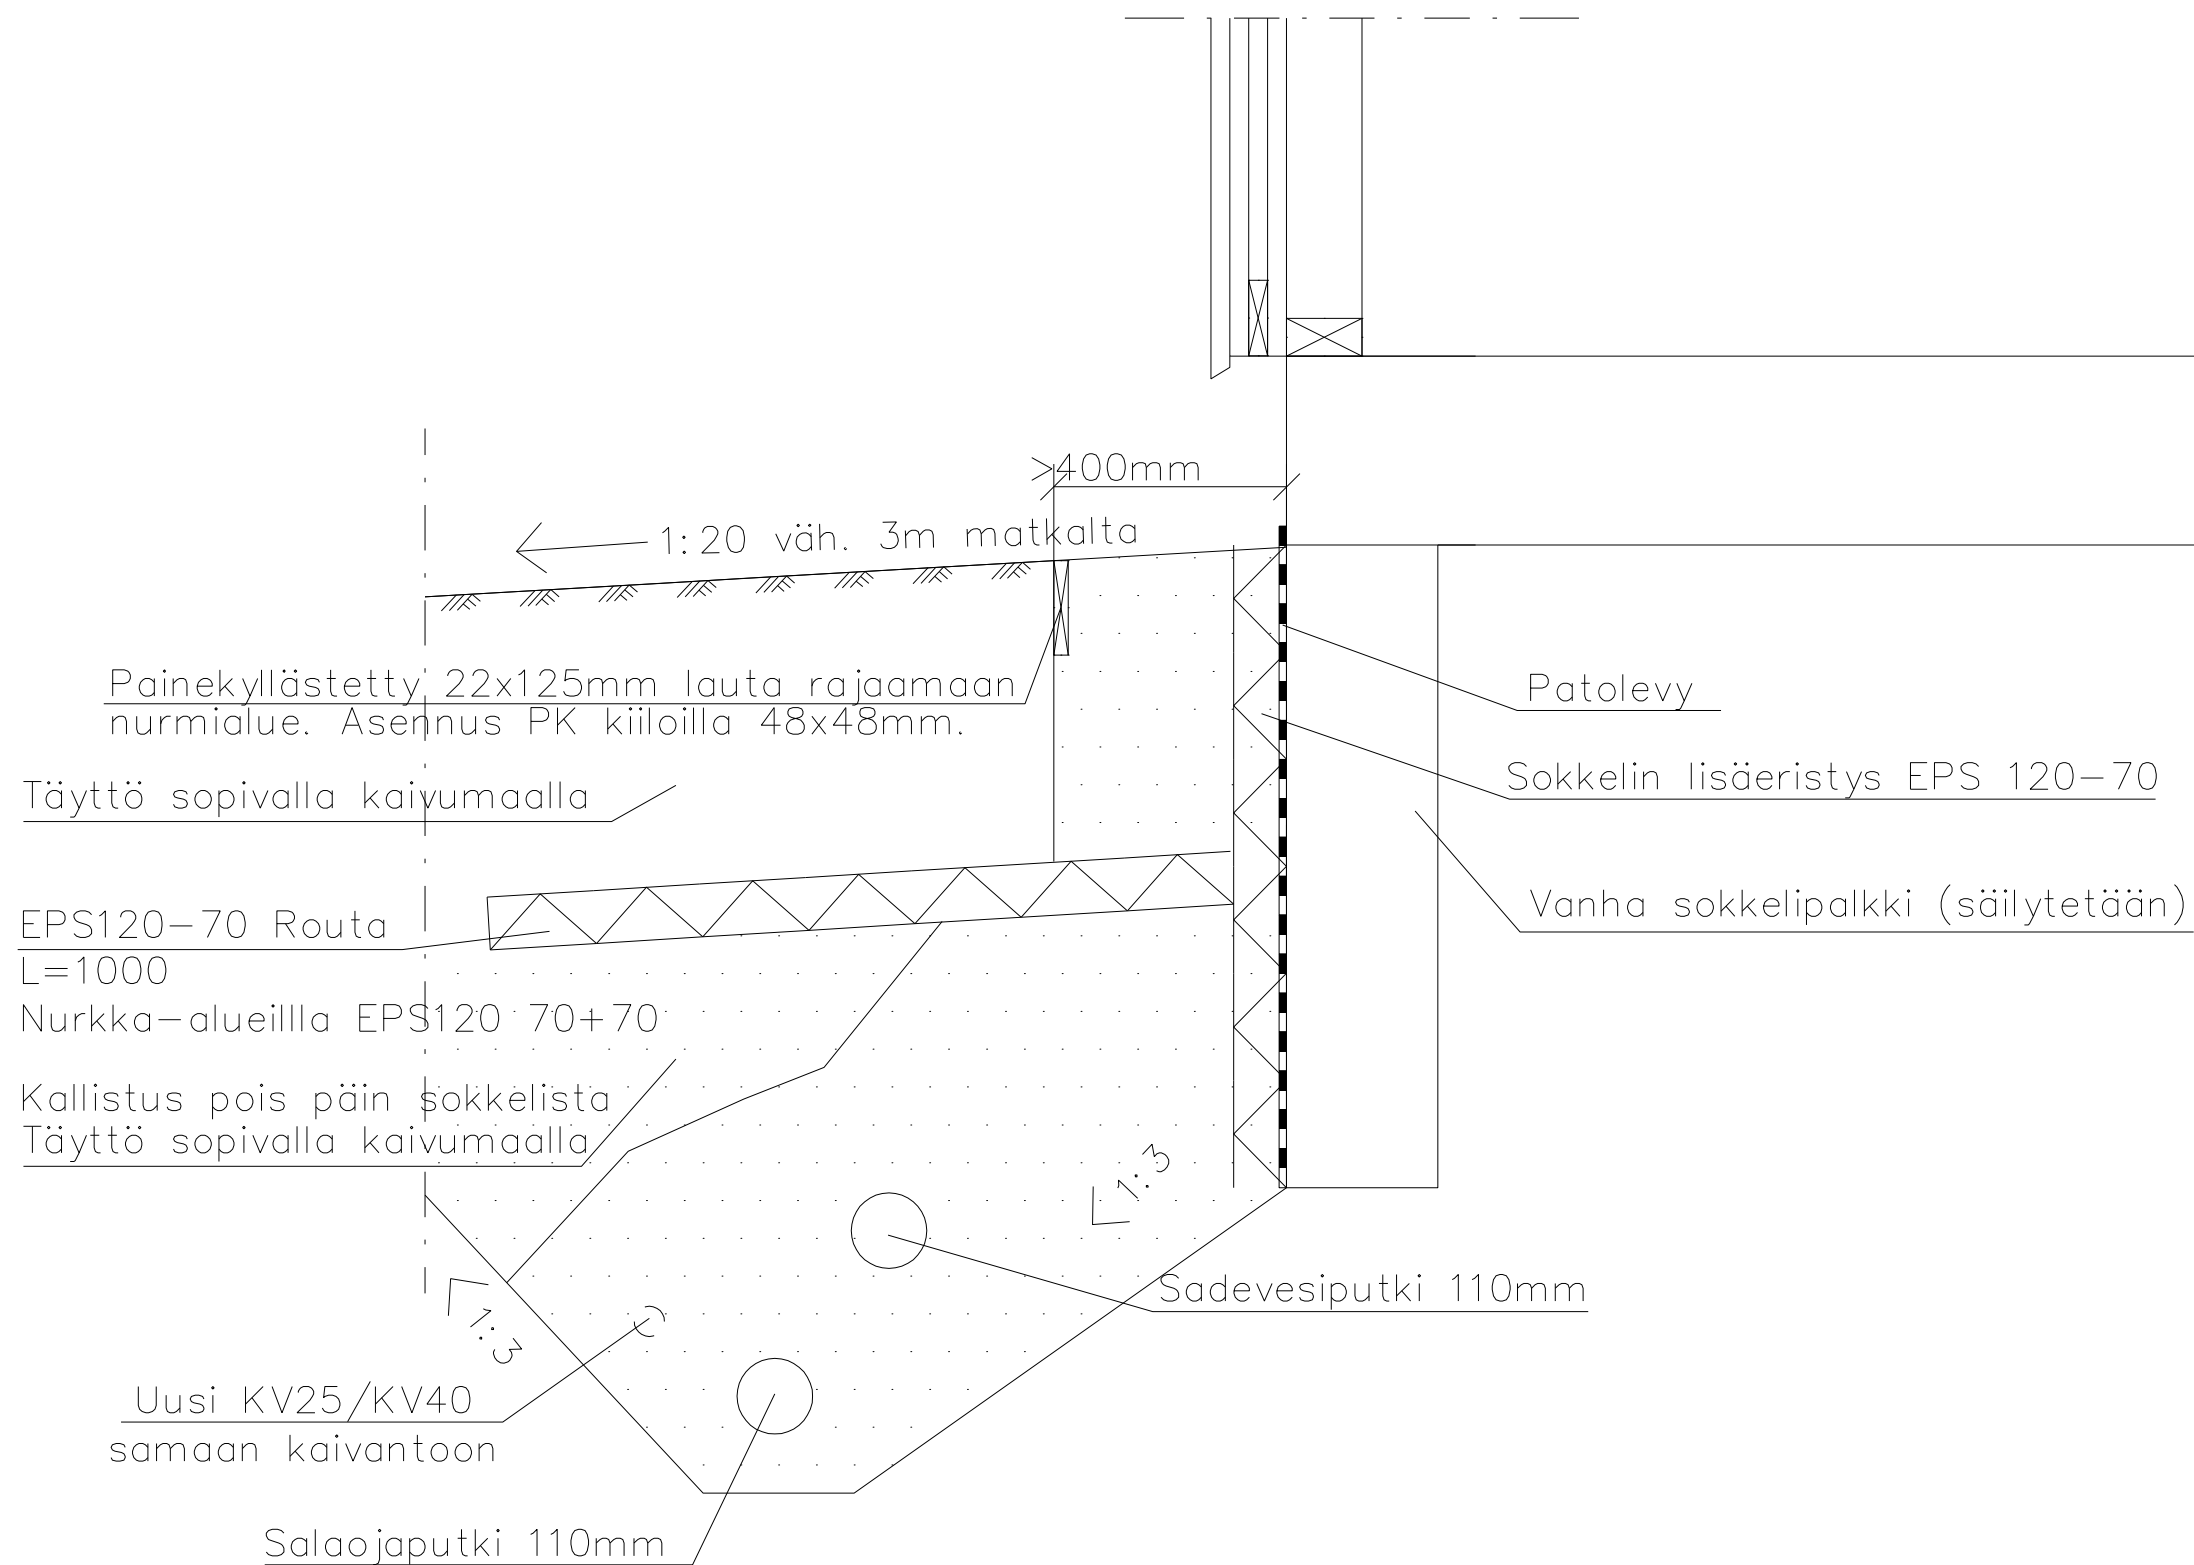 >400mm
1:20 väh. 3m matkalta
Painekyllästetty 22x125mm lauta rajaamaan
nurmialue. Asennus PK kiiloilla 48x48mm.
Patolevy
Täyttö sopivalla kaivumaalla
Sokkelin lisäeristys EPS 120-70
Vanha sokkelipalkki (säilytetään)
EPS120-70 Routa
L=1000
Nurkka-alueillla EPS120 70+70
Kallistus pois päin sokkelista
Täyttö sopivalla kaivumaalla
1:3
Sadevesiputki 110mm
1:3
Uusi KV25/KV40
samaan kaivantoon
Salaojaputki 110mm